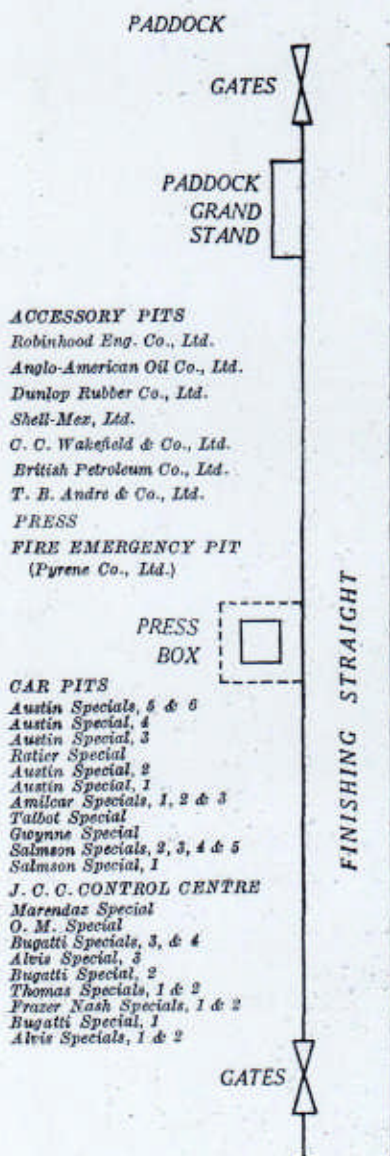 PADDOCK
GATES
PADDOCK
GRAND
STAND
ACCESSORY PITS
Robinhood Eng. Co., Ltd.
Anglo-American Oil Co., Ltd.
Dunlop Rubber Co., Ltd.
Shell-Mex, Ltd.
C. C. Wakefield & Co., Ltd.
British Petroleum Co., Ltd.
T. B. Andre & Co., Ltd.
PRESS
FIRE EMERGENCY PIT
(Pyrene Co., Ltd.)
PRESS
BOX
CAR PITS
Austin Specials, 5 & 6
Austin Special, 4
Austin Special, 3
Ratier Special
Austin Special, 2
Austin Special, 1
Amilcar Specials, 1, 2 & 3
Talbot Special
Gwynne Special
Salmson Specials, 2, 3, 4 & 5
Salmson Special, 1
J. C. C. CONTROL CENTRE
Marendaz Special
O. M. Special
Bugatti Specials, 3, & 4
Alvis Special, 3
Bugatti Special, 2
Thomas Specials, 1 & 2
Frazer Nash Specials, 1 & 2
Bugatti Special, 1
Alvis Specials, 1 & 2
FINISHING STRAIGHT
GATES